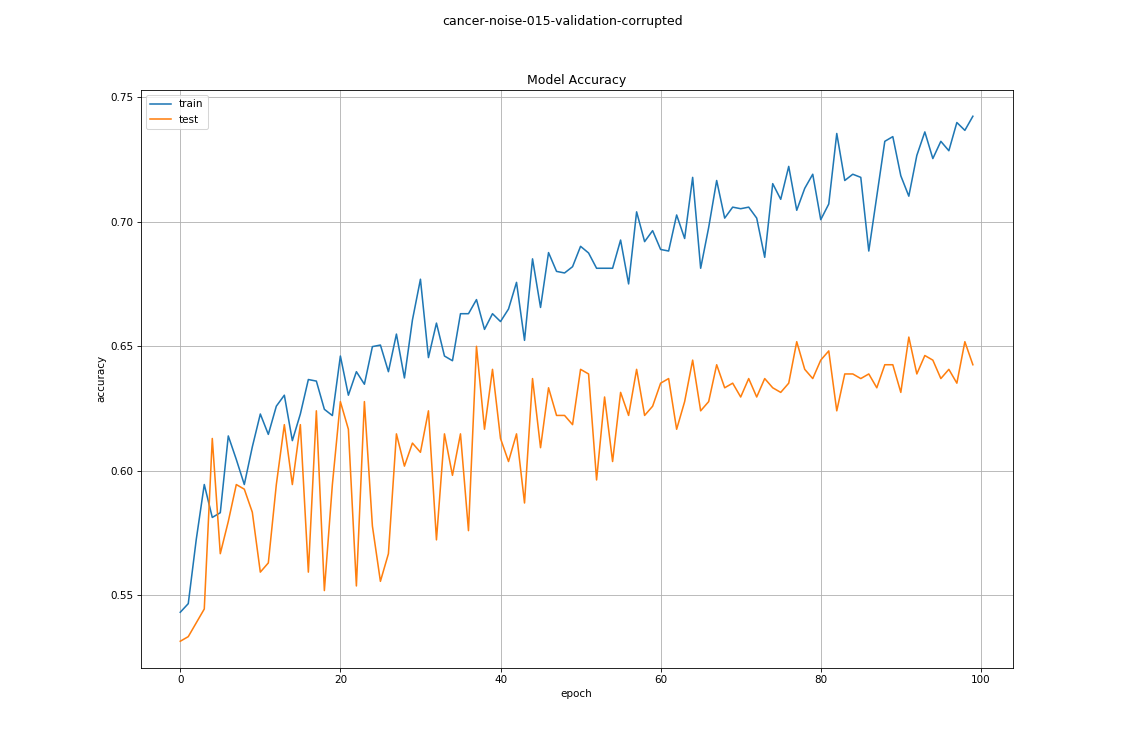 cancer-noise-015-validation-corrupted
Model Accuracy
train
test
0.75
0.70
0.65
0.60
0.55
accuracy
0 20 40 60 80 100
epoch